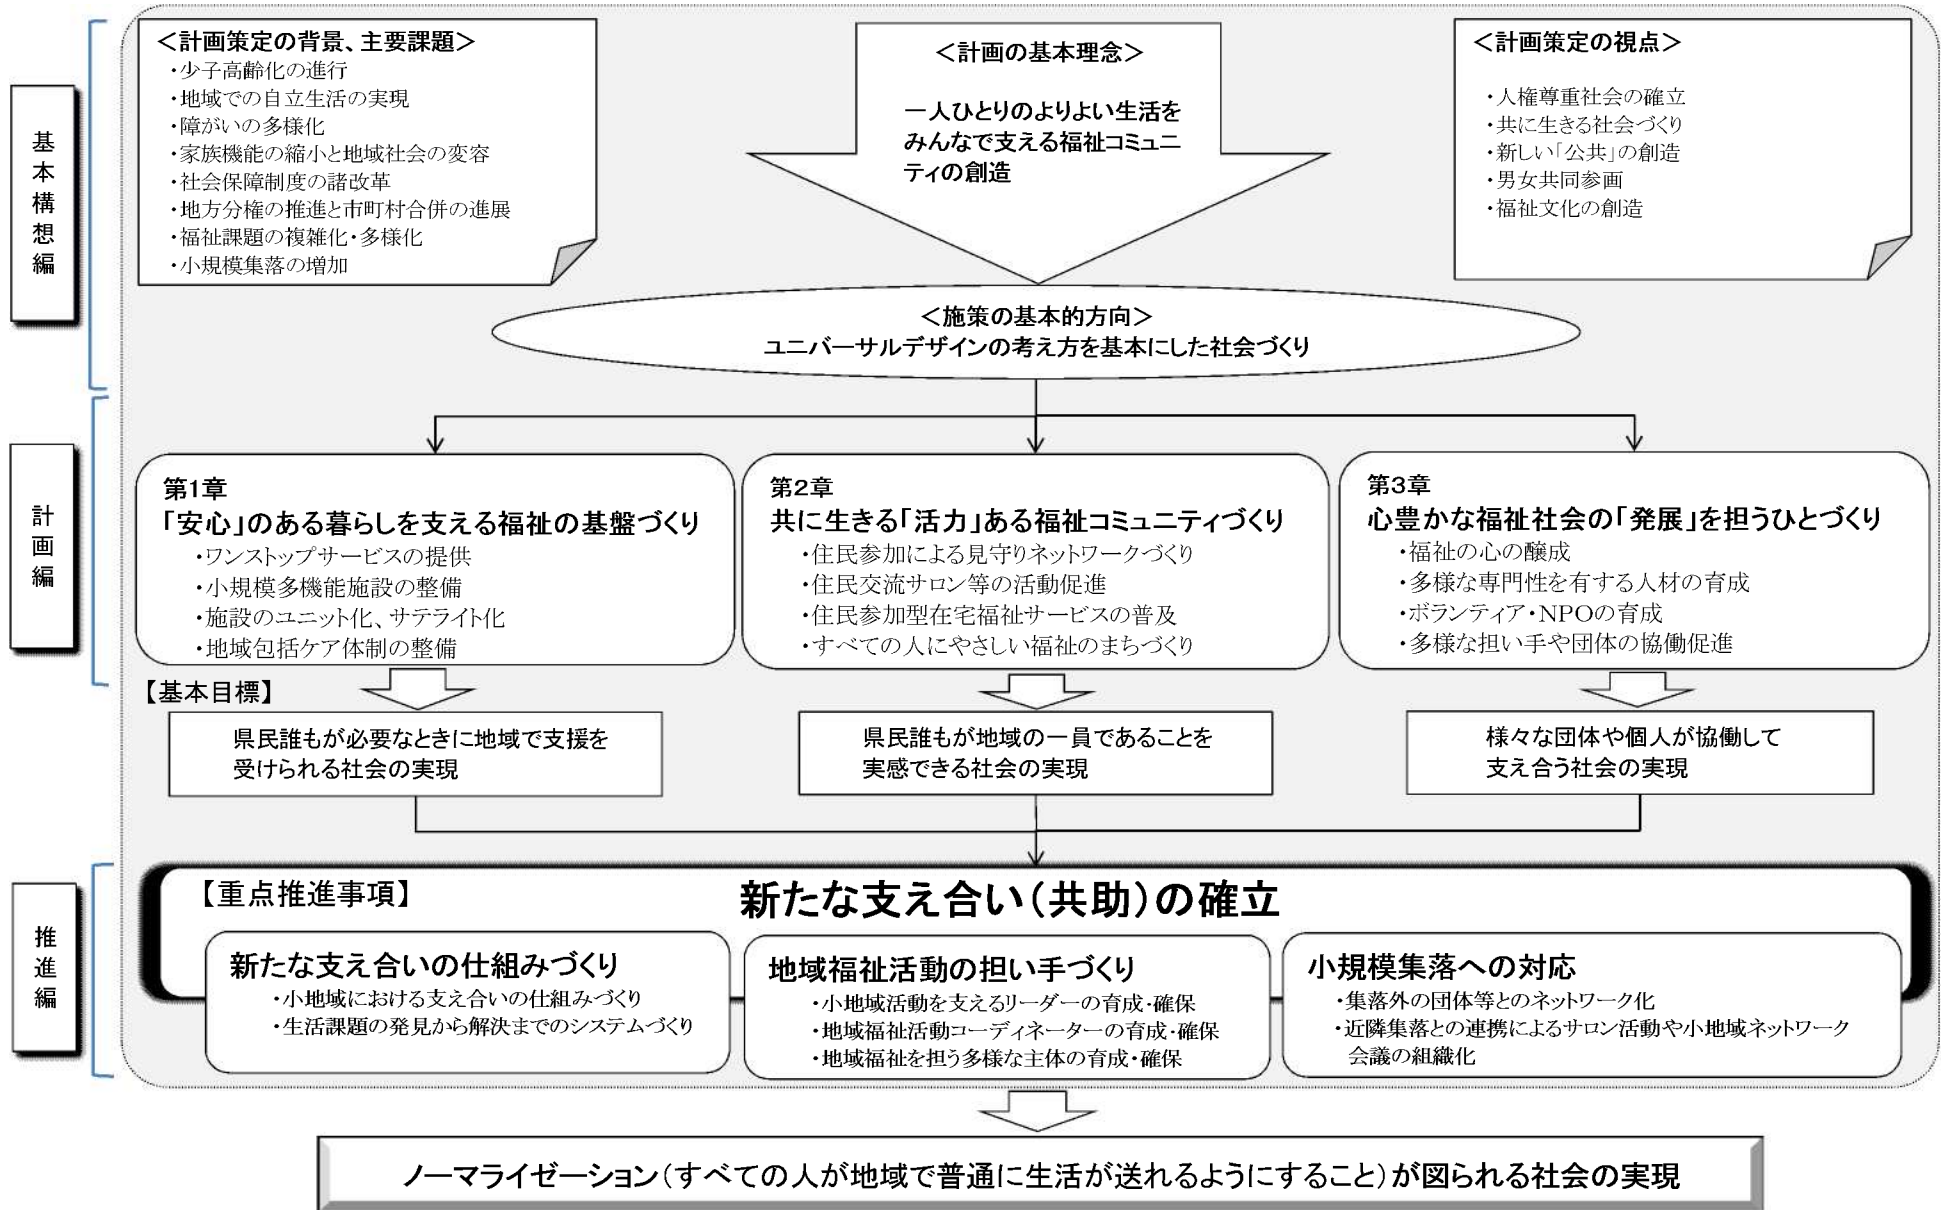 基本構想編
＜計画策定の背景、主要課題＞
・少子高齢化の進行
・地域での自立生活の実現
・障がいの多様化
・家族機能の縮小と地域社会の変容
・社会保障制度の諸改革
・地方分権の推進と市町村合併の進展
・福祉課題の複雑化・多様化
・小規模集落の増加
＜計画の基本理念＞
一人ひとりのよりよい生活を
みんなで支える福祉コミュニ
ティの創造
＜計画策定の視点＞
・人権尊重社会の確立
・共に生きる社会づくり
・新しい「公共」の創造
・男女共同参画
・福祉文化の創造
＜施策の基本的方向＞
ユニバーサルデザインの考え方を基本にした社会づくり
計画編
第1章
「安心」のある暮らしを支える福祉の基盤づくり
・ワンストップサービスの提供
・小規模多機能施設の整備
・施設のユニット化、サテライト化
・地域包括ケア体制の整備
第2章
共に生きる「活力」ある福祉コミュニティづくり
・住民参加による見守りネットワークづくり
・住民交流サロン等の活動促進
・住民参加型在宅福祉サービスの普及
・すべての人にやさしい福祉のまちづくり
第3章
心豊かな福祉社会の「発展」を担うひとづくり
・福祉の心の醸成
・多様な専門性を有する人材の育成
・ボランティア・NPOの育成
・多様な担い手や団体の協働促進
【基本目標】
県民誰もが必要なときに地域で支援を
受けられる社会の実現
県民誰もが地域の一員であることを
実感できる社会の実現
様々な団体や個人が協働して
支え合う社会の実現
推進編
【重点推進事項】
新たな支え合い（共助）の確立
新たな支え合いの仕組みづくり
・小地域における支え合いの仕組みづくり
・生活課題の発見から解決までのシステムづくり
地域福祉活動の担い手づくり
・小地域活動を支えるリーダーの育成・確保
・地域福祉活動コーディネーターの育成・確保
・地域福祉を担う多様な主体の育成・確保
小規模集落への対応
・集落外の団体等とのネットワーク化
・近隣集落との連携によるサロン活動や小地域ネットワーク
会議の組織化
ノーマライゼーション（すべての人が地域で普通に生活が送れるようにすること）が図られる社会の実現